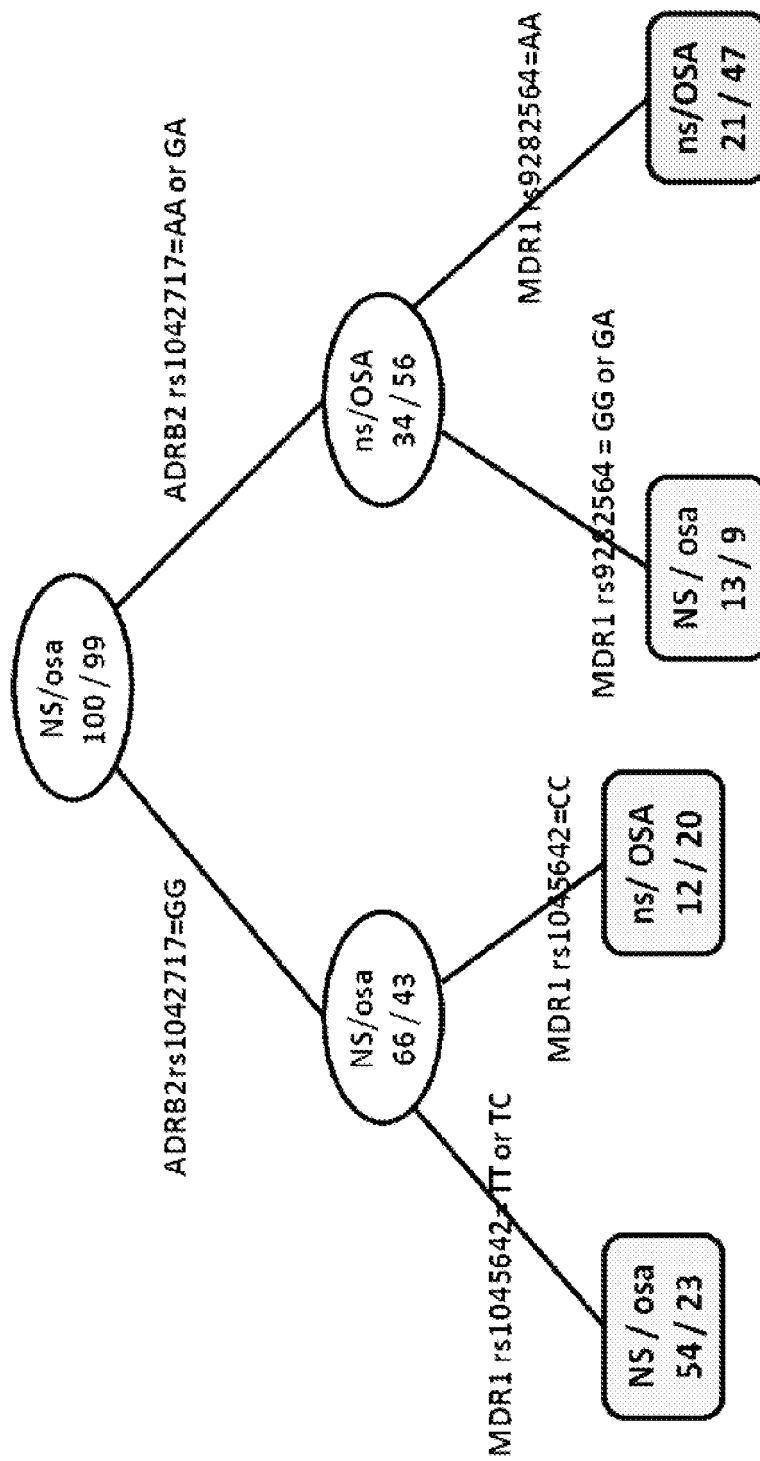 NS/osa
100 / 99
ADRB2rs1042717=GG
ADRB2 rs1042717=AA or GA
NS/osa
66 / 43
ns/OSA
34 / 56
MDR1 rs1045642= TT or TC
MDR1 rs1045642=CC
MDR1 rs9282564 = GG or GA
MDR1 rs9282564=AA
NS / osa
54 / 23
ns/ OSA
12 / 20
NS / osa
13 / 9
ns/OSA
21 / 47